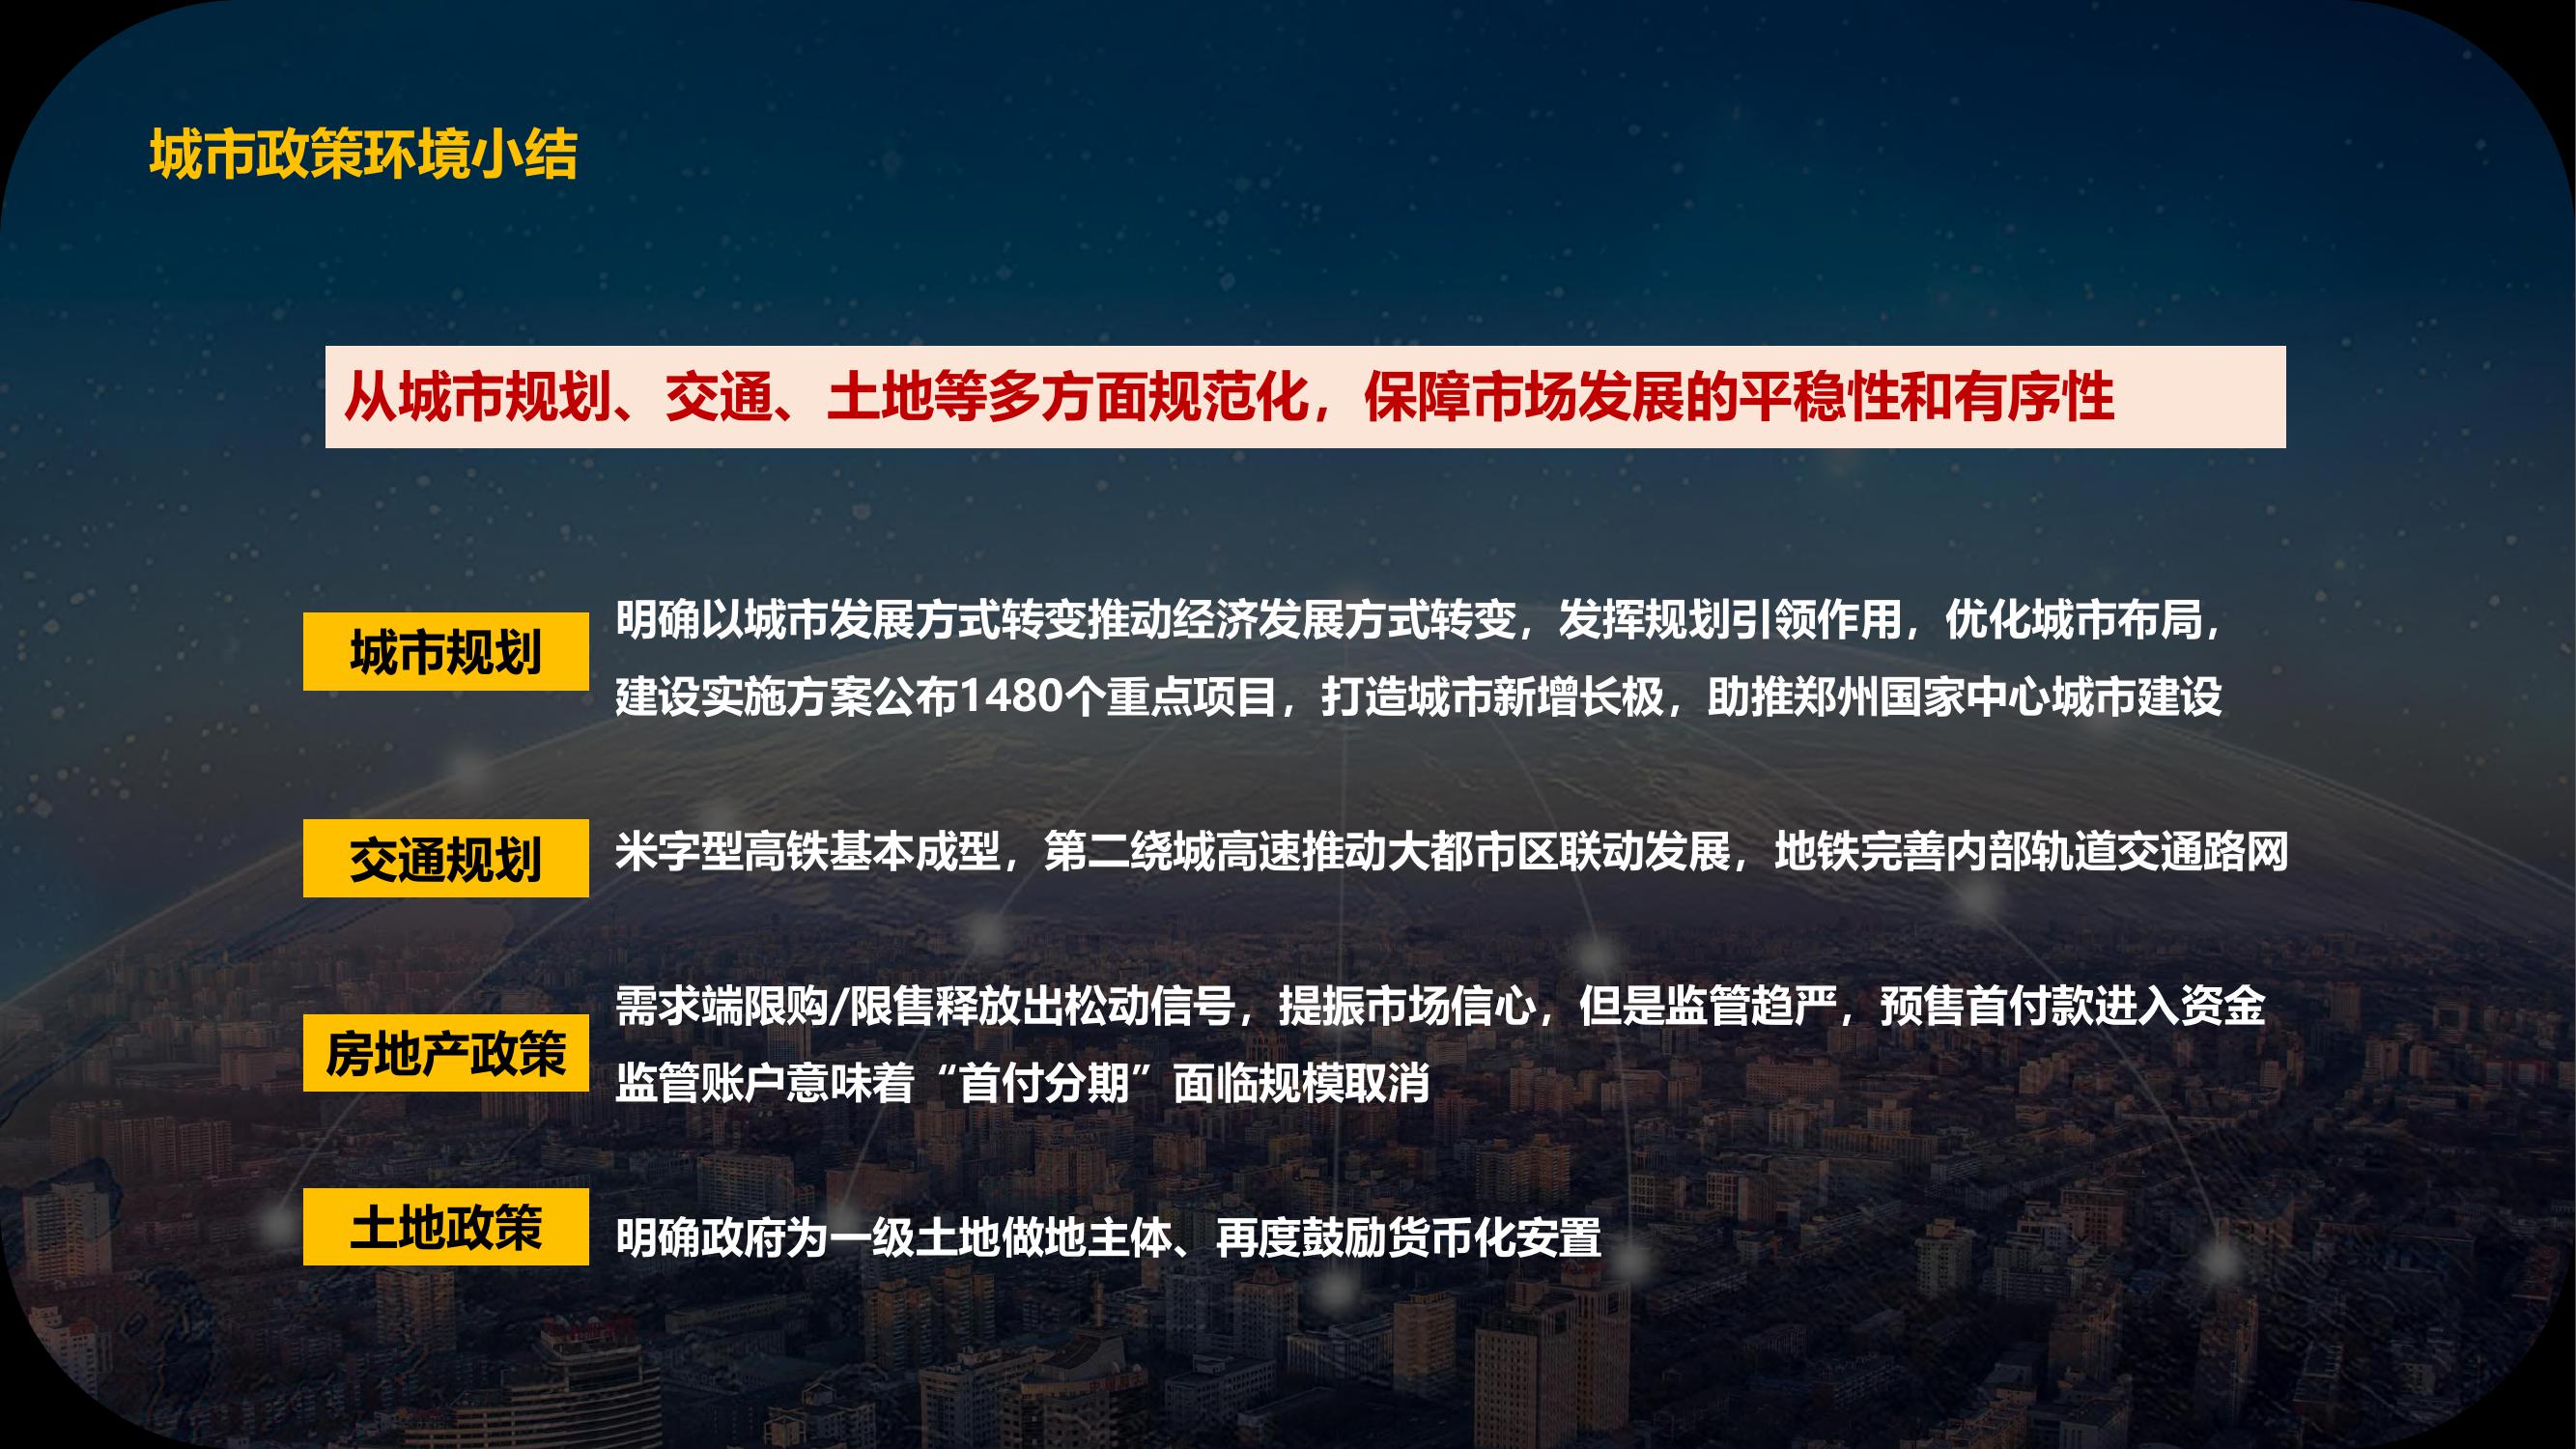 城市政策环境小结
从城市规划、交通、土地等多方面规范化，保障市场发展的平稳性和有序性
城市规划
明确以城市发展方式转变推动经济发展方式转变，发挥规划引领作用，优化城市布局，
建设实施方案公布1480个重点项目，打造城市新增长极，助推郑州国家中心城市建设
交通规划
米字型高铁基本成型，第二绕城高速推动大都市区联动发展，地铁完善内部轨道交通路网
房地产政策
需求端限购/限售释放出松动信号，提振市场信心，但是监管趋严，预售首付款进入资金
监管账户意味着“首付分期”面临规模取消
土地政策
明确政府为一级土地做地主体、再度鼓励货币化安置